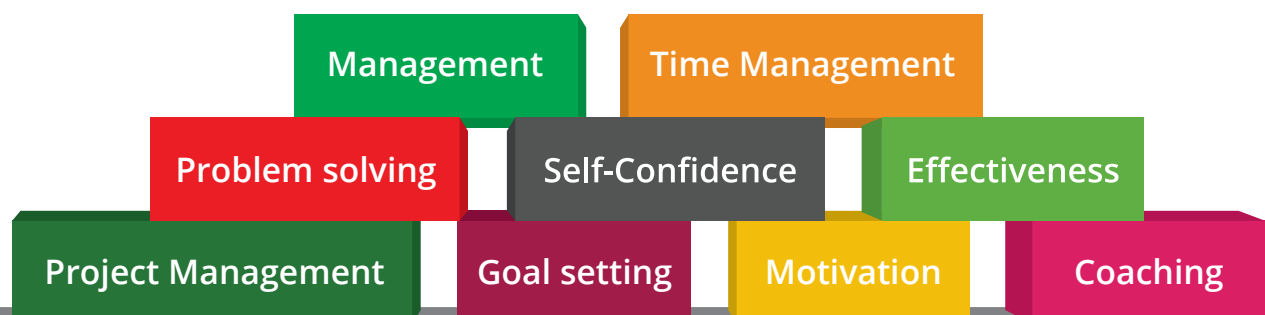 Management
Time Management
Problem solving
Self-Confidence
Effectiveness
Project Management
Goal setting
Motivation
Coaching